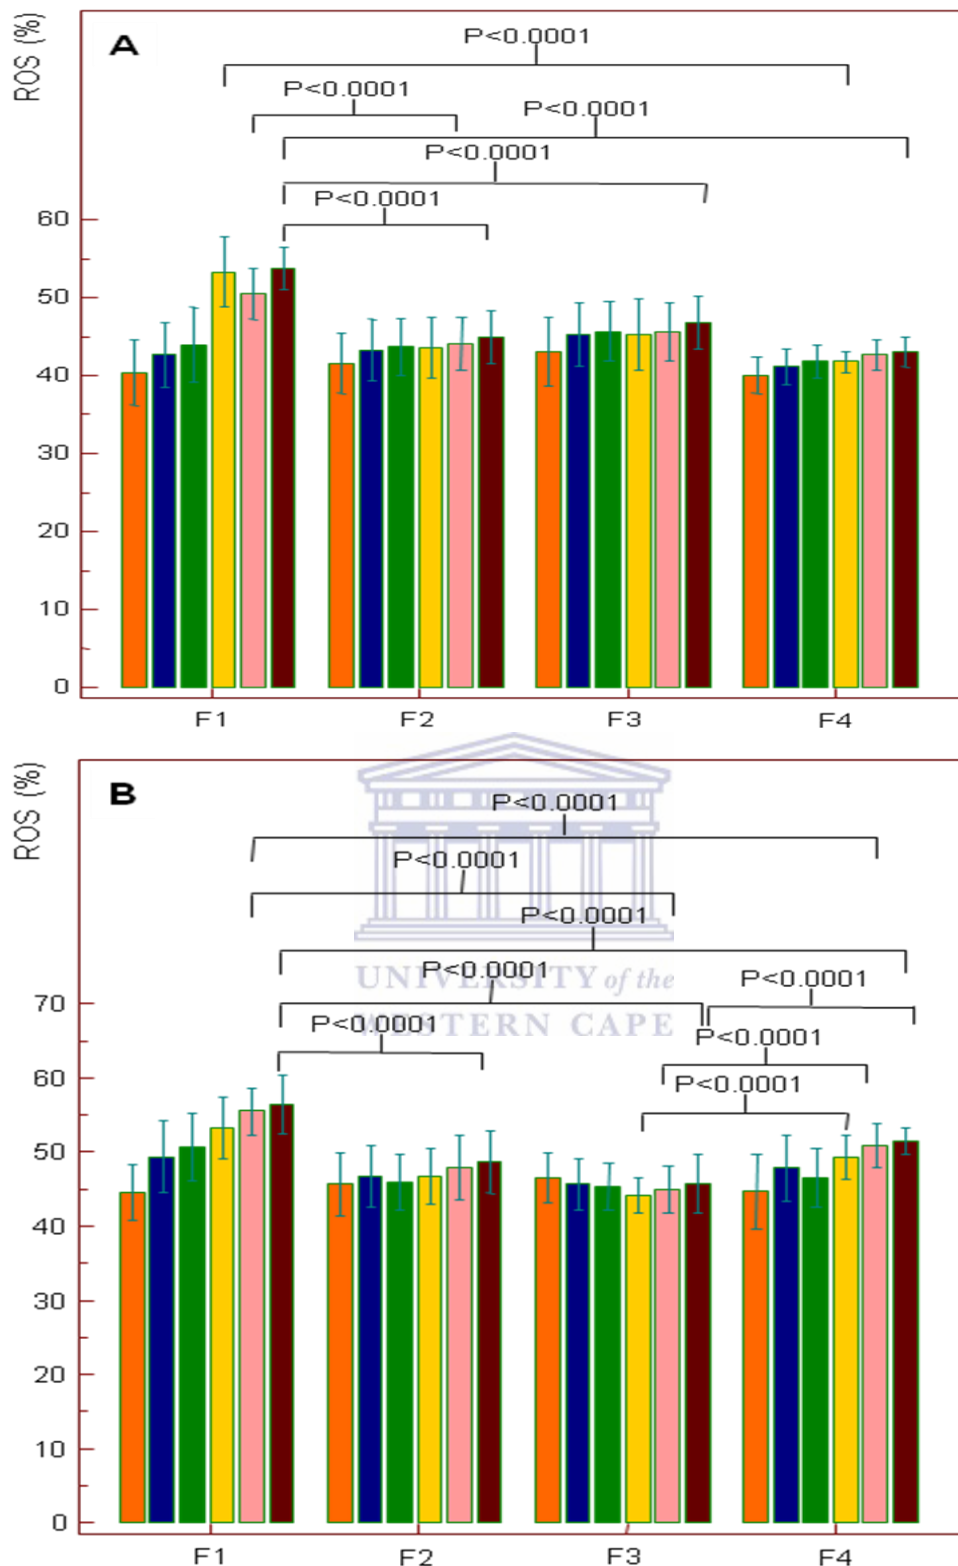 ROS (%)
A
P<0.0001
P<0.0001
P<0.0001
P<0.0001
P<0.0001
60
50
40
30
20
10
0
F1 F2 F3 F4
ROS (%)
B
P<0.0001
P<0.0001
P<0.0001
P<0.0001
P<0.0001
P<0.0001
P<0.0001
P<0.0001
UNIVERSITY of the
WESTERN CAPE
70
60
50
40
30
20
10
0
F1 F2 F3 F4